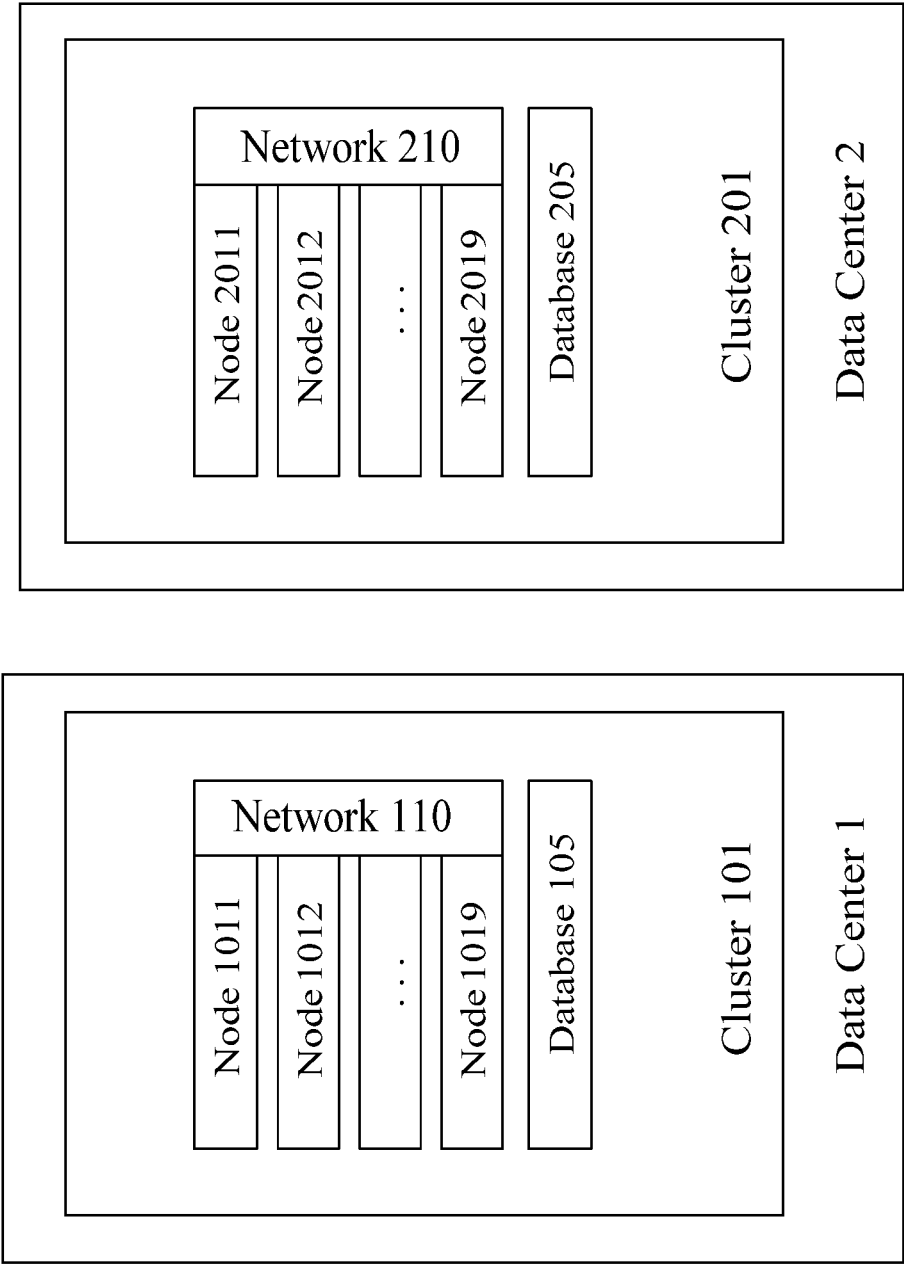 Network 210
Node 2011
Node 2012
...
Node 2019
Database 205
Cluster 201
Data Center 2
Network 110
Node 1011
Node 1012
...
Node 1019
Database 105
Cluster 101
Data Center 1